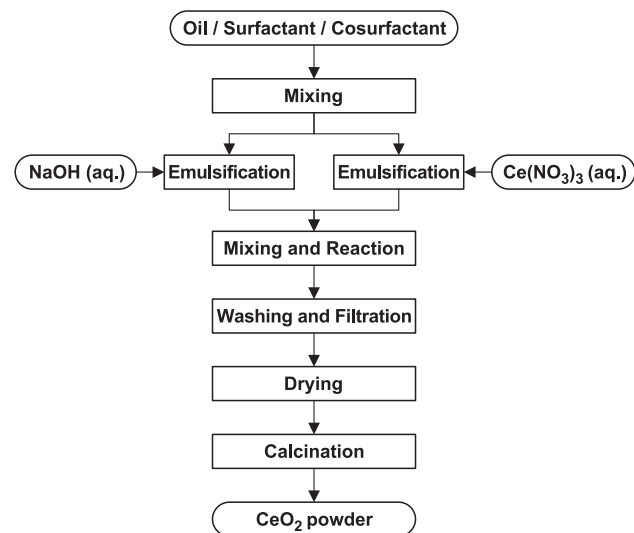 Oil / Surfactant / Cosurfactant
Mixing
NaOH (aq.)
Emulsification
Emulsification
Ce(NO₃)₃ (aq.)
Mixing and Reaction
Washing and Filtration
Drying
Calcination
CeO₂ powder